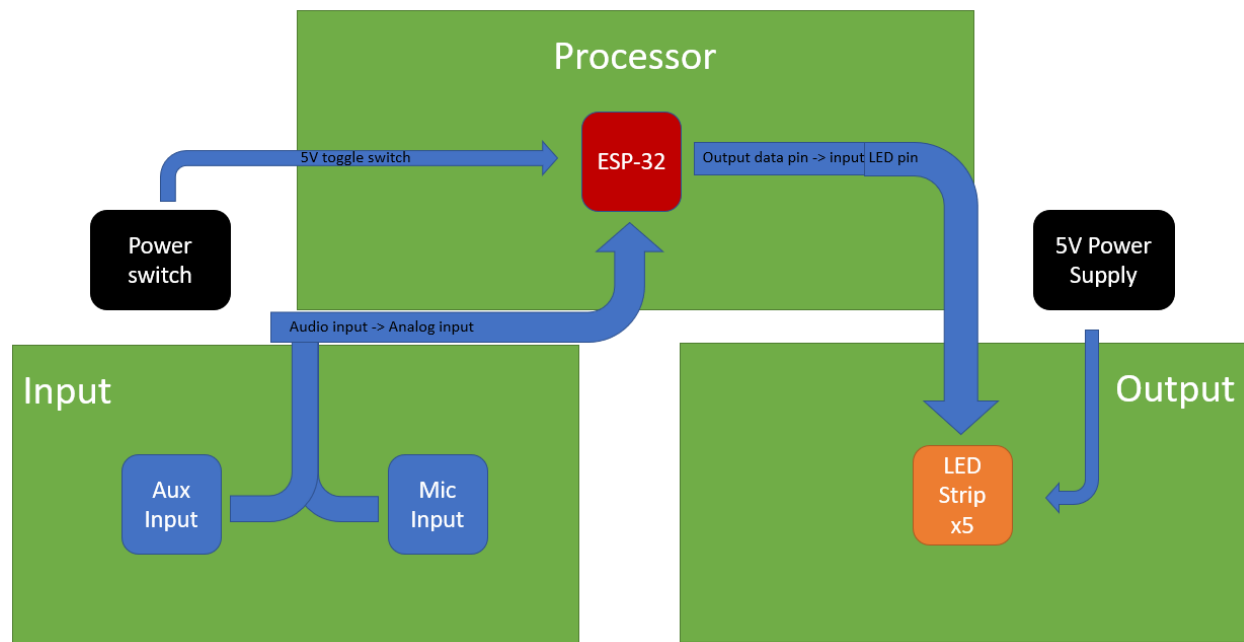 Processor
5V toggle switch
ESP-32
Output data pin -> input LED pin
Power
switch
5V Power
Supply
Audio input -> Analog input
Input
Output
Aux
Input
Mic
Input
LED
Strip
x5